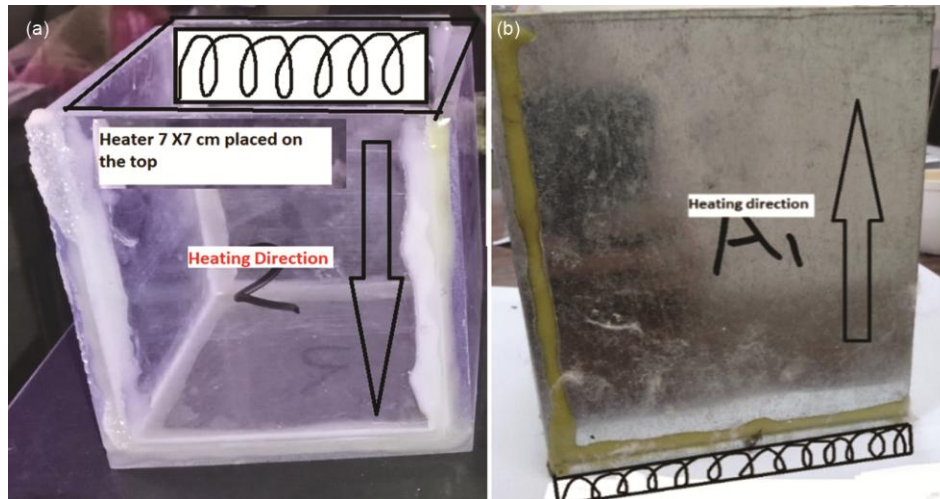 (a)
Heater 7 X7 cm placed on
the top
Heating Direction
2
(b)
Heating direction
A1